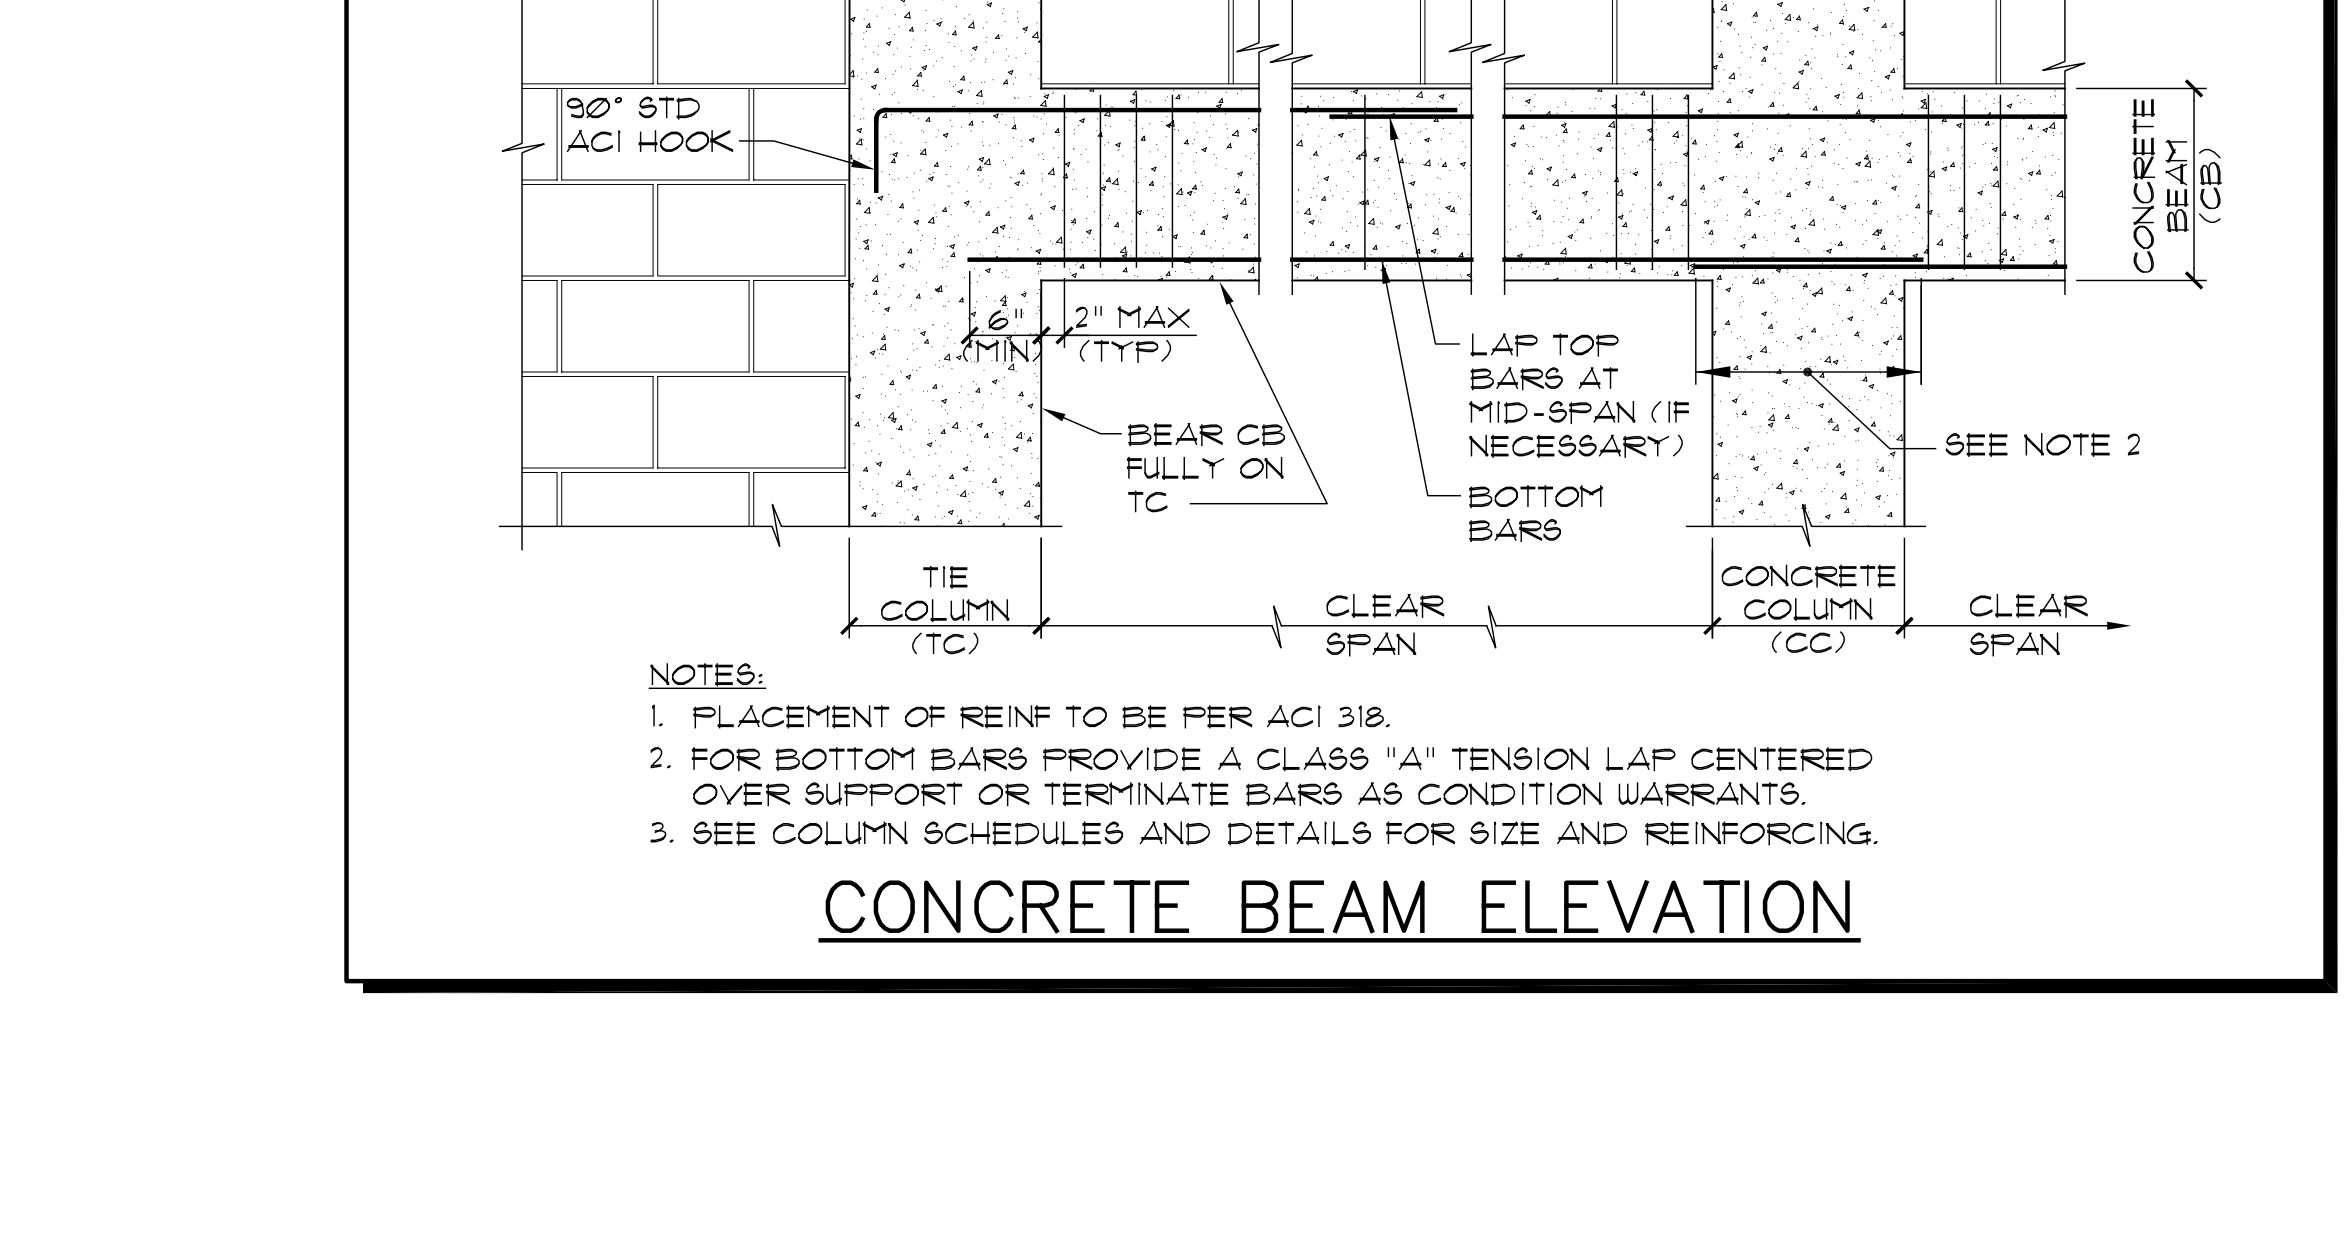 90° STD
ACI HOOK
CONCRETE
BEAM
(CB)
6"
(MIN)
2" MAX
(TYP)
LAP TOP
BARS AT
MID-SPAN (IF
NECESSARY)
BEAR CB
FULLY ON
TC
SEE NOTE 2
BOTTOM
BARS
TIE
COLUMN
(TC)
CLEAR
SPAN
CONCRETE
COLUMN
(CC)
CLEAR
SPAN
NOTES:
1. PLACEMENT OF REINF TO BE PER ACI 318.
2. FOR BOTTOM BARS PROVIDE A CLASS "A" TENSION LAP CENTERED
OVER SUPPORT OR TERMINATE BARS AS CONDITION WARRANTS.
3. SEE COLUMN SCHEDULES AND DETAILS FOR SIZE AND REINFORCING.
CONCRETE BEAM ELEVATION